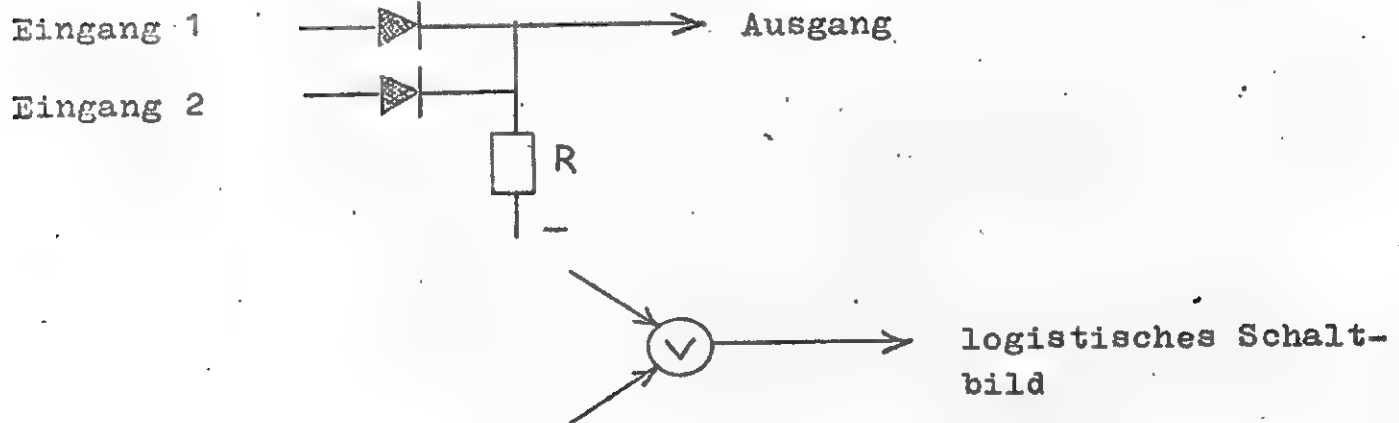 Eingang 1
Ausgang
Eingang 2
R
–
V
logistisches Schalt-
bild